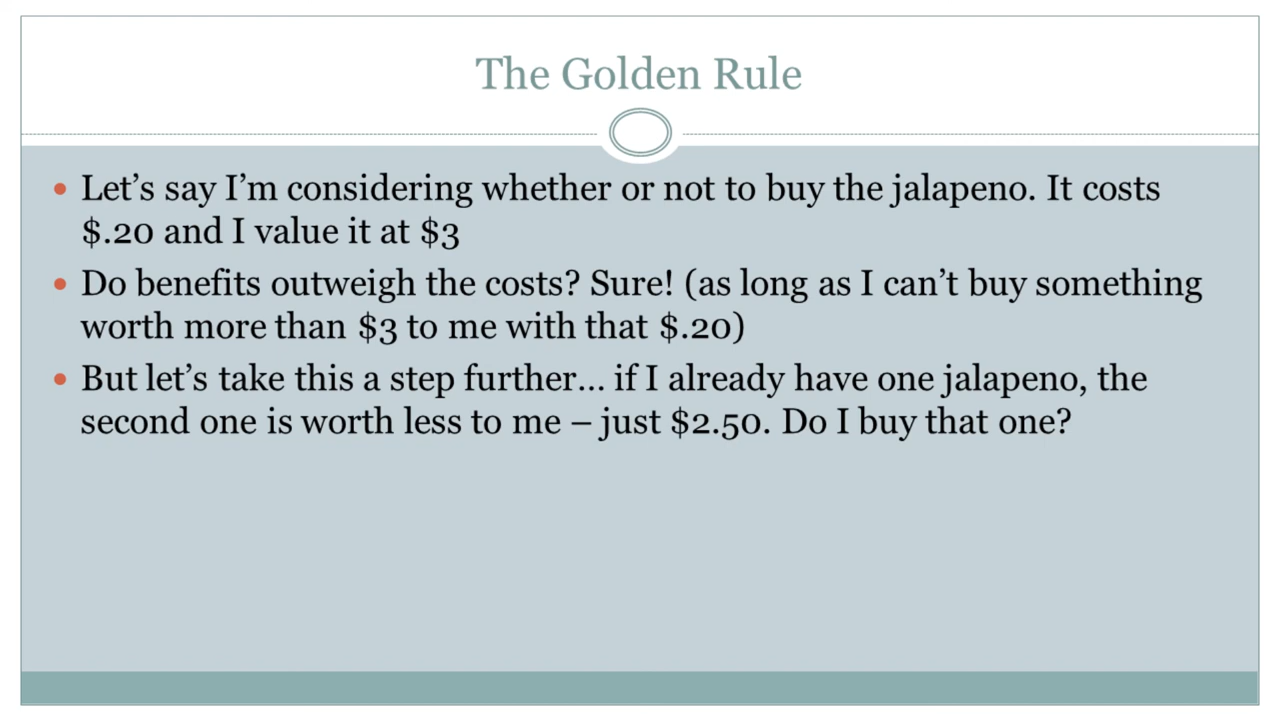 The Golden Rule
• Let’s say I’m considering whether or not to buy the jalapeno. It costs
$.20 and I value it at $3
• Do benefits outweigh the costs? Sure! (as long as I can’t buy something
worth more than $3 to me with that $.20)
• But let’s take this a step further… if I already have one jalapeno, the
second one is worth less to me – just $2.50. Do I buy that one?